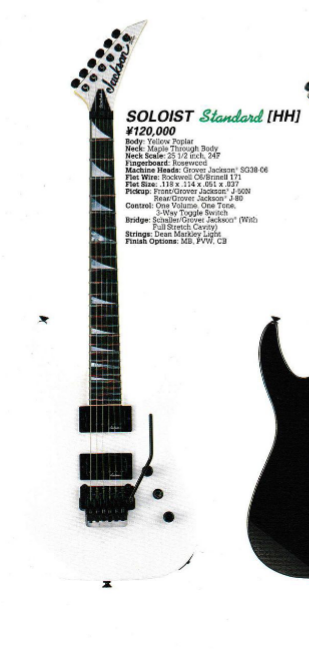 Jackson
SOLOIST Standard [HH]
¥120,000
Body: Yellow Poplar
Neck: Maple Through Body
Neck Scale: 25 1/2 inch, 24F
Fingerboard: Rosewood
Machine Heads: Grover Jackson® SG38-06
Flet Wire: Rockwell C6/Brinell 171
Flet Size: .118 x .114 x .051 x .037
Pickup: Front/Grover Jackson® J-50N
Rear/Grover Jackson® J-80
Control: One Volume, One Tone,
3-Way Toggle Switch
Bridge: Schaller/Grover Jackson® (With
Full Stretch Cavity)
Strings: Dean Markley Light
Finish Options: MB, PVW, CB